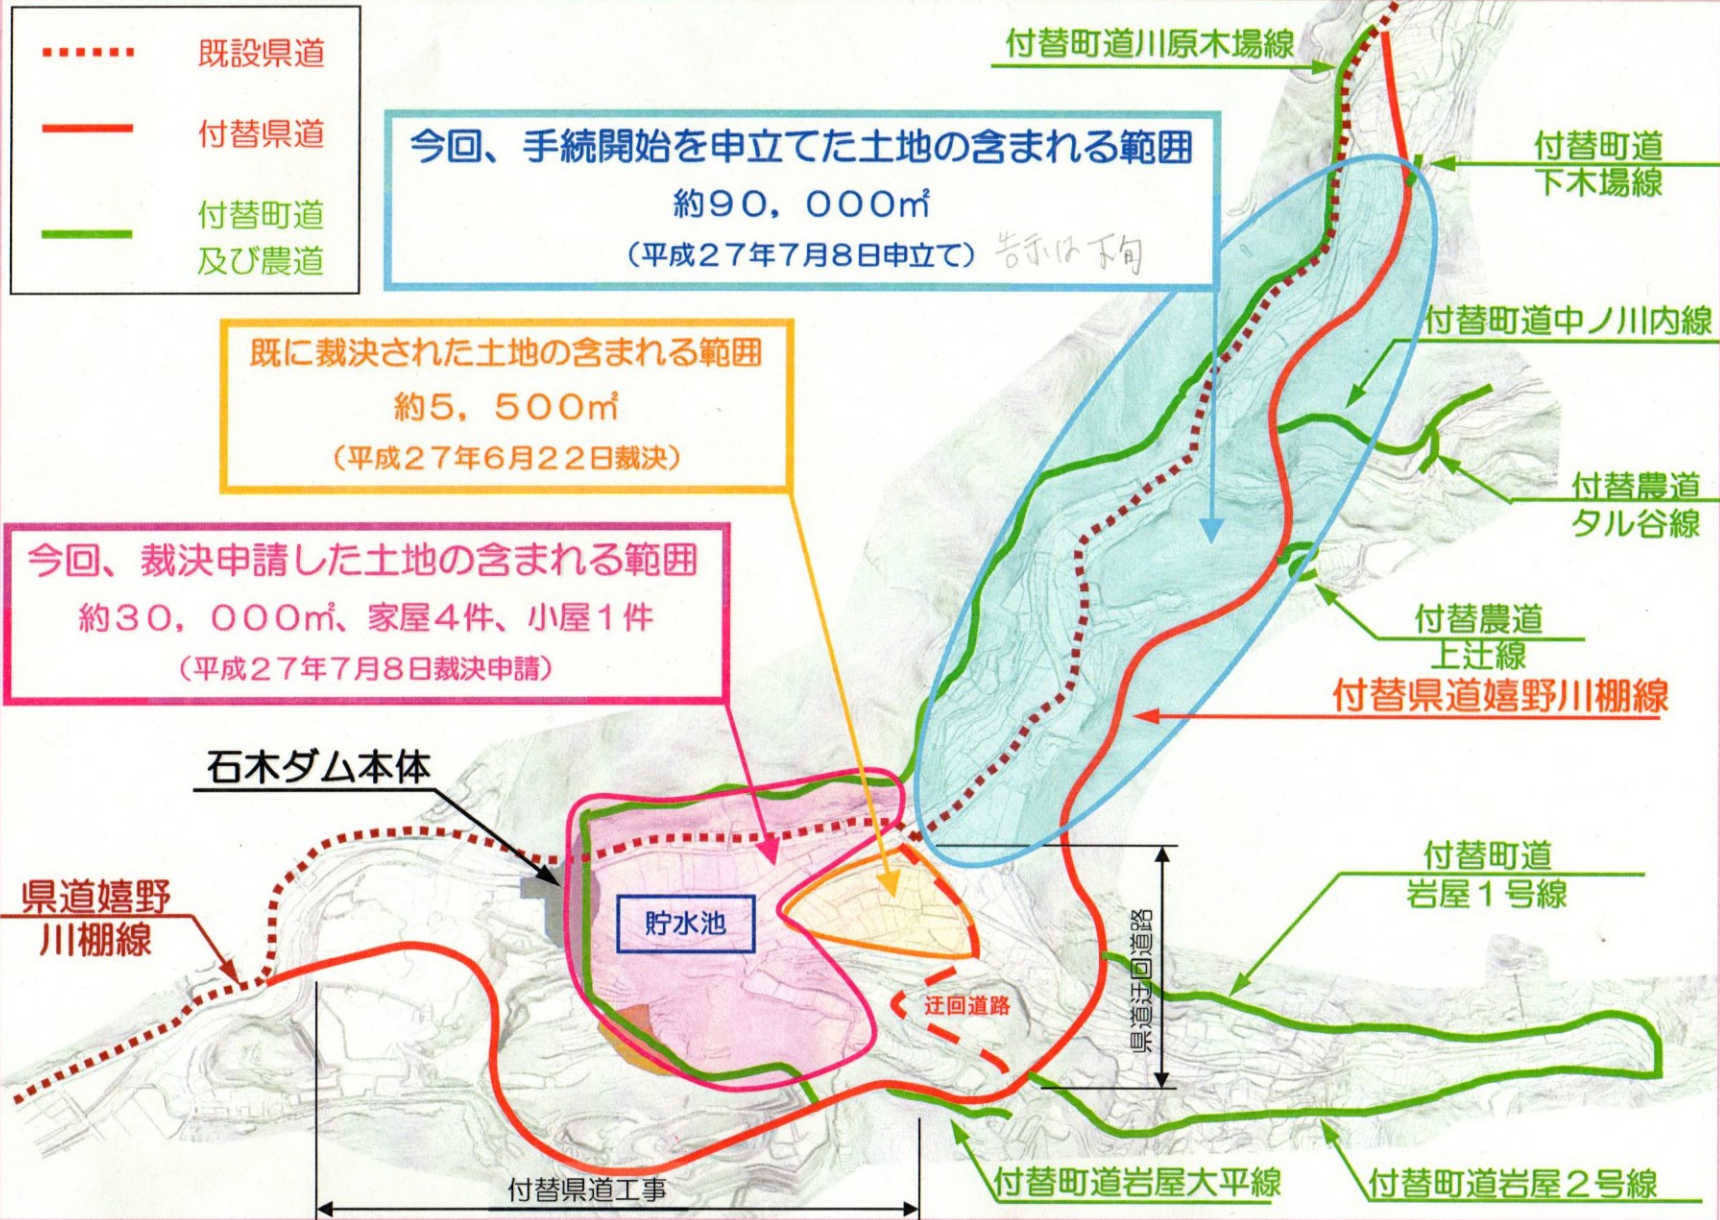 既設県道
付替県道
付替町道
及び農道
付替町道川原木場線
今回、手続開始を申立てた土地の含まれる範囲
約90，000㎡
（平成27年7月8日申立て）
告示は下旬
付替町道
下木場線
付替町道中ノ川内線
既に裁決された土地の含まれる範囲
約5，500㎡
（平成27年6月22日裁決）
付替農道
タル谷線
今回、裁決申請した土地の含まれる範囲
約30，000㎡、家屋4件、小屋1件
（平成27年7月8日裁決申請）
付替農道
上辻線
付替県道嬉野川棚線
石木ダム本体
県道嬉野
川棚線
貯水池
迂回道路
県道迂回道路
付替町道
岩屋1号線
付替県道工事
付替町道岩屋大平線
付替町道岩屋2号線